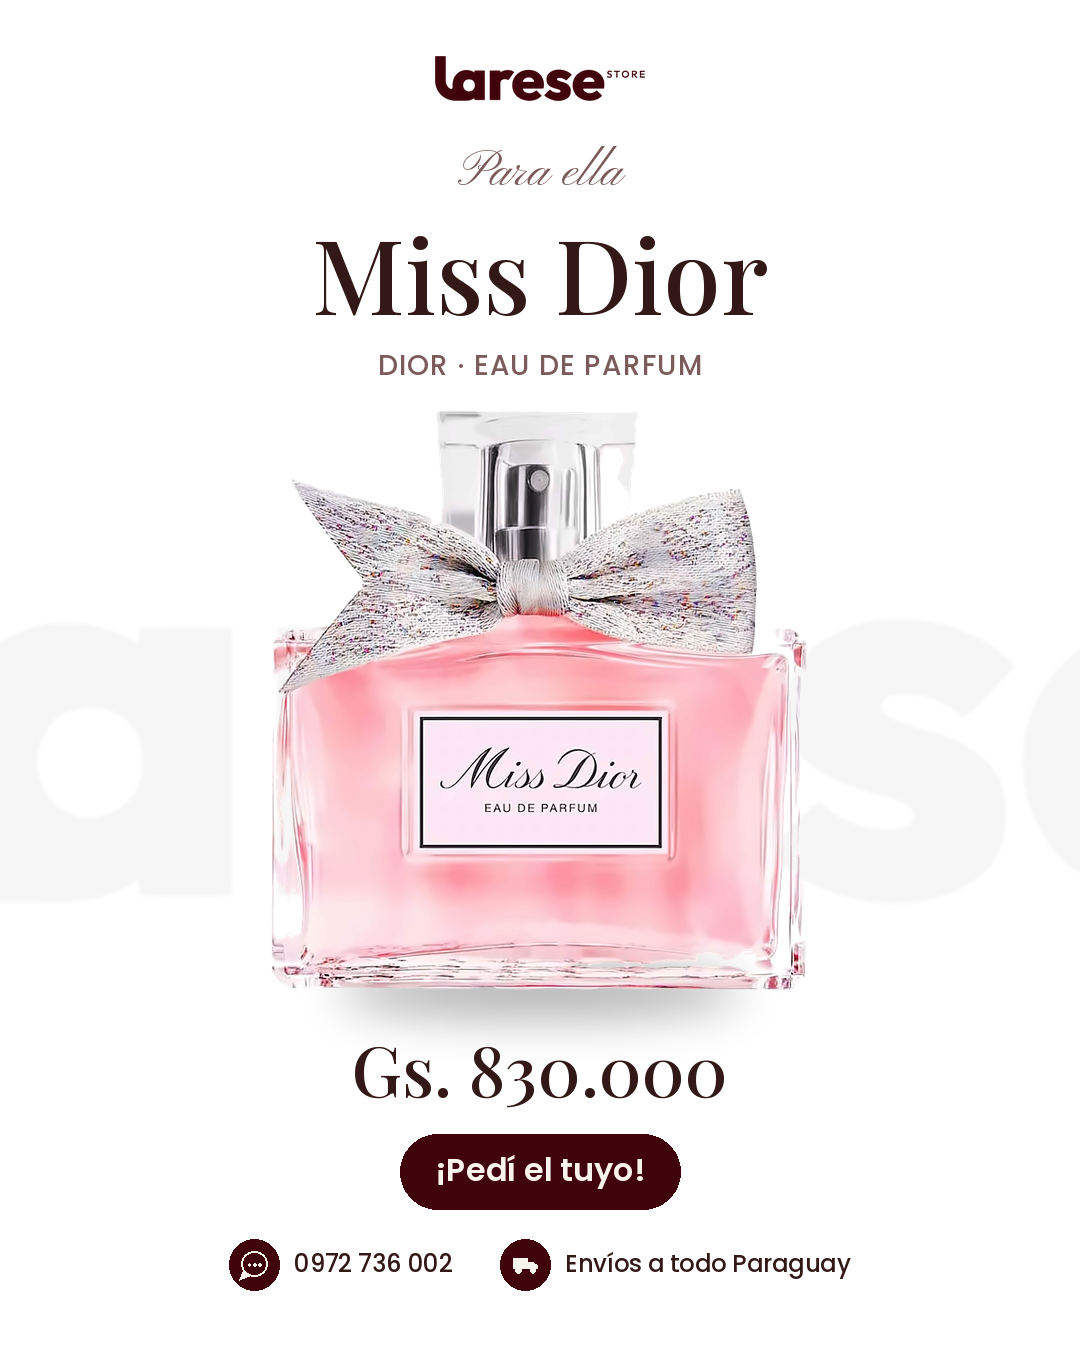 larese STORE
Para ella
Miss Dior
DIOR · EAU DE PARFUM
Miss Dior
EAU DE PARFUM
Gs. 830.000
¡Pedí el tuyo!
0972 736 002
Envíos a todo Paraguay